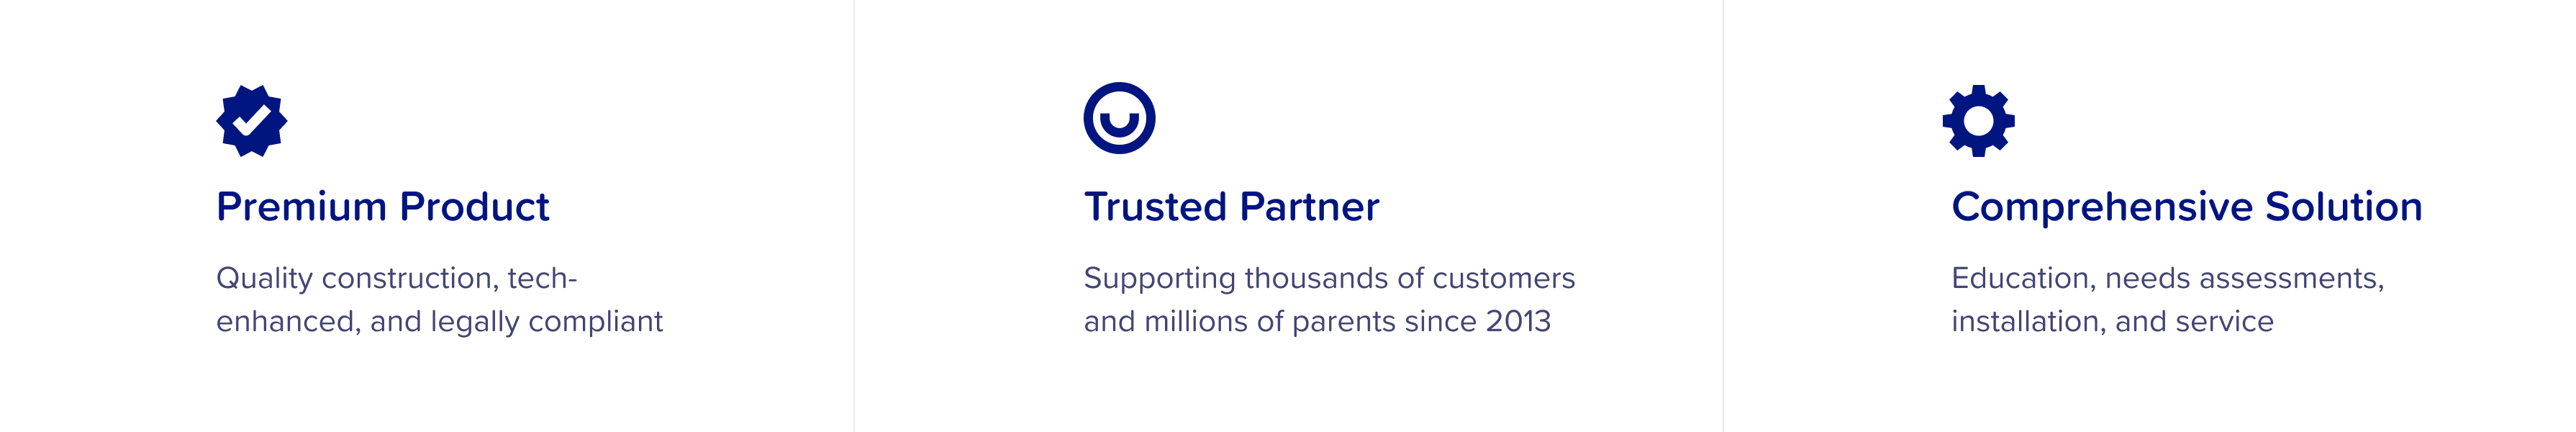 Premium Product
Quality construction, tech-
enhanced, and legally compliant
Trusted Partner
Supporting thousands of customers
and millions of parents since 2013
Comprehensive Solution
Education, needs assessments,
installation, and service